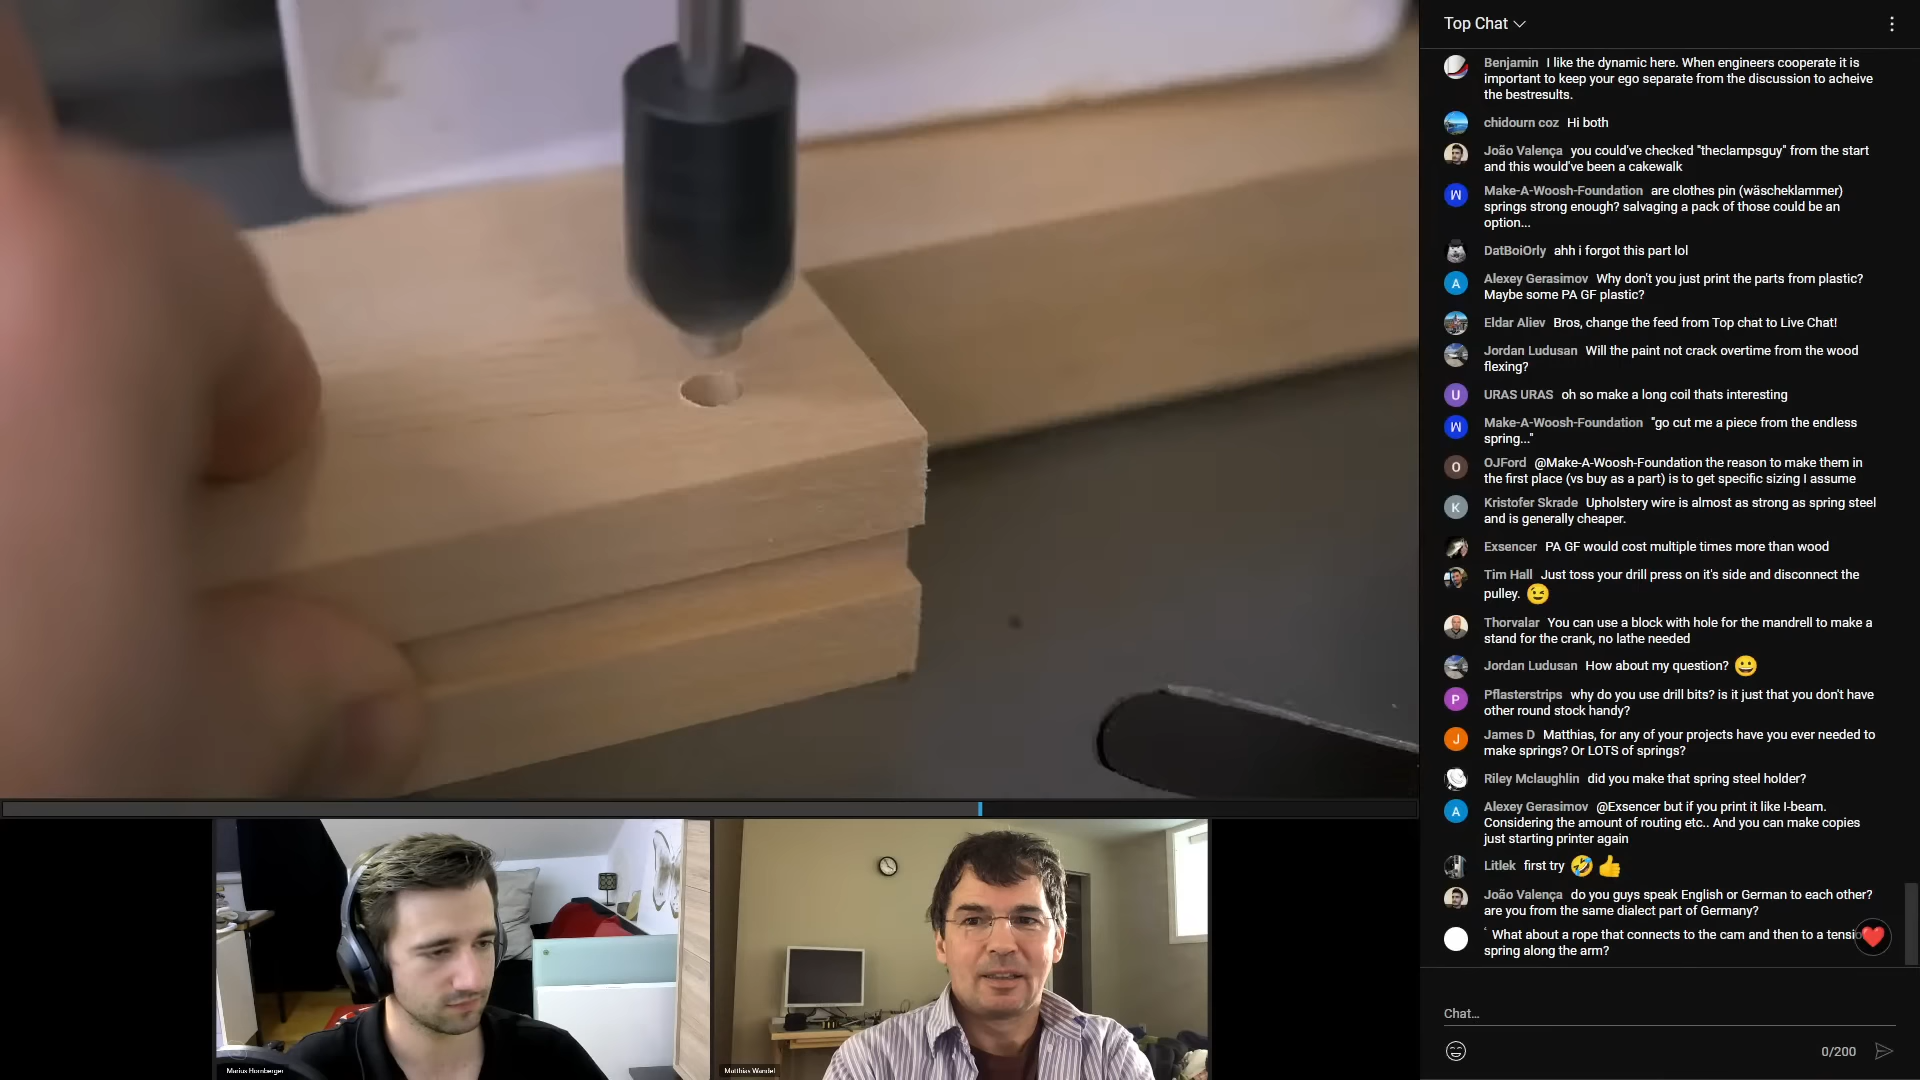 Top Chat
Benjamin I like the dynamic here. When engineers cooperate it is
important to keep your ego separate from the discussion to acheive
the bestresults.
chidourn coz Hi both
João Valença you could've checked "theclampsguy" from the start
and this would've been a cakewalk
Make-A-Woosh-Foundation are clothes pin (wäscheklammer)
springs strong enough? salvaging a pack of those could be an
option...
DatBoiOrly ahh i forgot this part lol
A
Alexey Gerasimov Why don't you just print the parts from plastic?
Maybe some PA GF plastic?
Eldar Aliev Bros, change the feed from Top chat to Live Chat!
Jordan Ludusan Will the paint not crack overtime from the wood
flexing?
U
URAS URAS oh so make a long coil thats interesting
Make-A-Woosh-Foundation "go cut me a piece from the endless
spring..."
O
OJFord @Make-A-Woosh-Foundation the reason to make them in
the first place (vs buy as a part) is to get specific sizing I assume
K
Kristofer Skrade Upholstery wire is almost as strong as spring steel
and is generally cheaper.
Exsencer PA GF would cost multiple times more than wood
Tim Hall Just toss your drill press on it's side and disconnect the
pulley. 😉
Thorvalar You can use a block with hole for the mandrell to make a
stand for the crank, no lathe needed
Jordan Ludusan How about my question? 😀
P
Pflasterstrips why do you use drill bits? is it just that you don't have
other round stock handy?
J
James D Matthias, for any of your projects have you ever needed to
make springs? Or LOTS of springs?
Riley Mclaughlin did you make that spring steel holder?
A
Alexey Gerasimov @Exsencer but if you print it like I-beam.
Considering the amount of routing etc.. And you can make copies
just starting printer again
Litlek first try 🤣👍
João Valença do you guys speak English or German to each other?
are you from the same dialect part of Germany?
What about a rope that connects to the cam and then to a tensio
spring along the arm?
Chat...
0/200
Marius Hornberger
Matthias Wandel